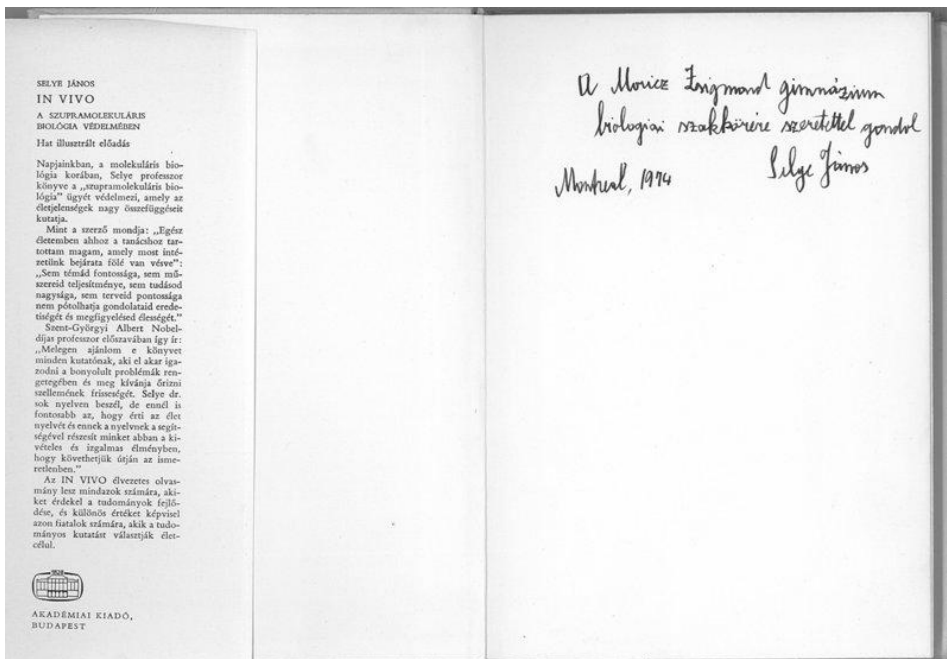 SELYE JÁNOS
IN VIVO
A SZUPRAMOLEKULÁRIS
BIOLÓGIA VÉDELMÉBEN
Hat illusztrált előadás
Napjainkban, a molekuláris bio-
lógia korában, Selye professzor
könyve a „szupramolekuláris bio-
lógia” ügyét védelmezi, amely az
életjelenségek nagy összefüggéseit
kutatja.
Mint a szerző mondja: „Egész
életemben ahhoz a tanácshoz tar-
tottam magam, amely most inté-
zetünk bejárata fölé van vésve”:
„Sem témád fontossága, sem mű-
szereid teljesítménye, sem tudásod
nagysága, sem terveid pontossága
nem pótolhatja gondolataid erede-
tiségét és megfigyelésed élességét.”
Szent-Györgyi Albert Nobel-
díjas professzor előszavában így ír:
„Melegen ajánlom e könyvet
minden kutatónak, aki el akar iga-
zodni a bonyolult problémák ren-
getegében és meg kívánja őrizni
szellemének frisseségét. Selye dr.
sok nyelven beszél, de ennél is
fontosabb az, hogy érti az élet
nyelvét és ennek a nyelvnek a segít-
ségével részesít minket abban a ki-
vételes és izgalmas élményben,
hogy követhetjük útján az isme-
retlenben.”
Az IN VIVO élvezetes olvas-
mány lesz mindazok számára, aki-
ket érdekel a tudományok fejlő-
dése, és különös értéket képvisel
azon fiatalok számára, akik a tudo-
mányos kutatást választják élet-
célul.
1828
AKADÉMIAI KIADÓ,
BUDAPEST
A Moricz Zsigmond gimnázium
biologiai szakkörére szeretettel gondol
Selye János
Montreal, 1974